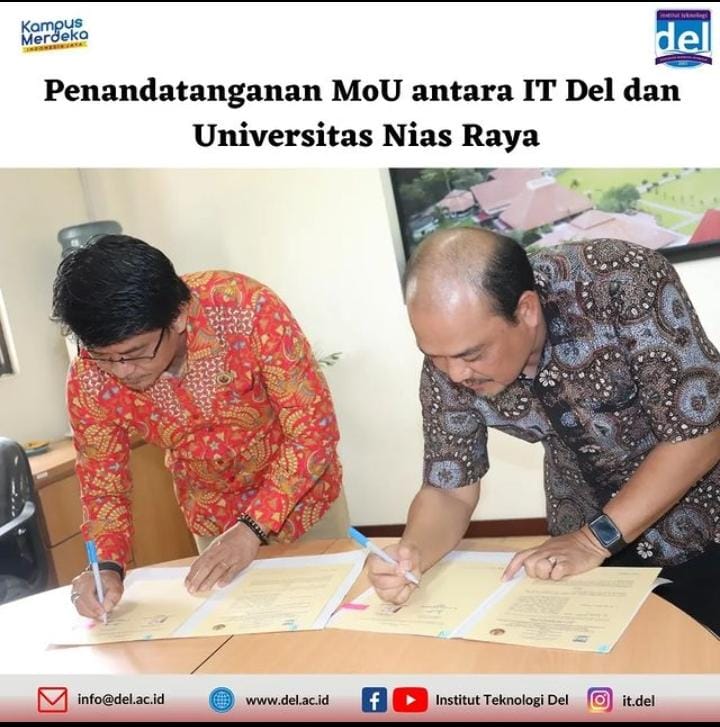 Kampus
Merdeka
INDONESIA JAYA
institut teknologi
del
Penandatanganan MoU antara IT Del dan
Universitas Nias Raya
info@del.ac.id
www.del.ac.id
Institut Teknologi Del
it.del